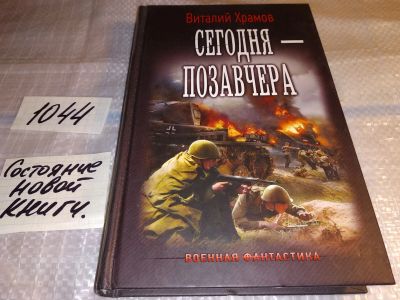 Виталий Храмов
СЕГОДНЯ —
ПОЗАВЧЕРА
ВОЕННАЯ ФАНТАСТИКА
1044
Состояние
новой
книги.